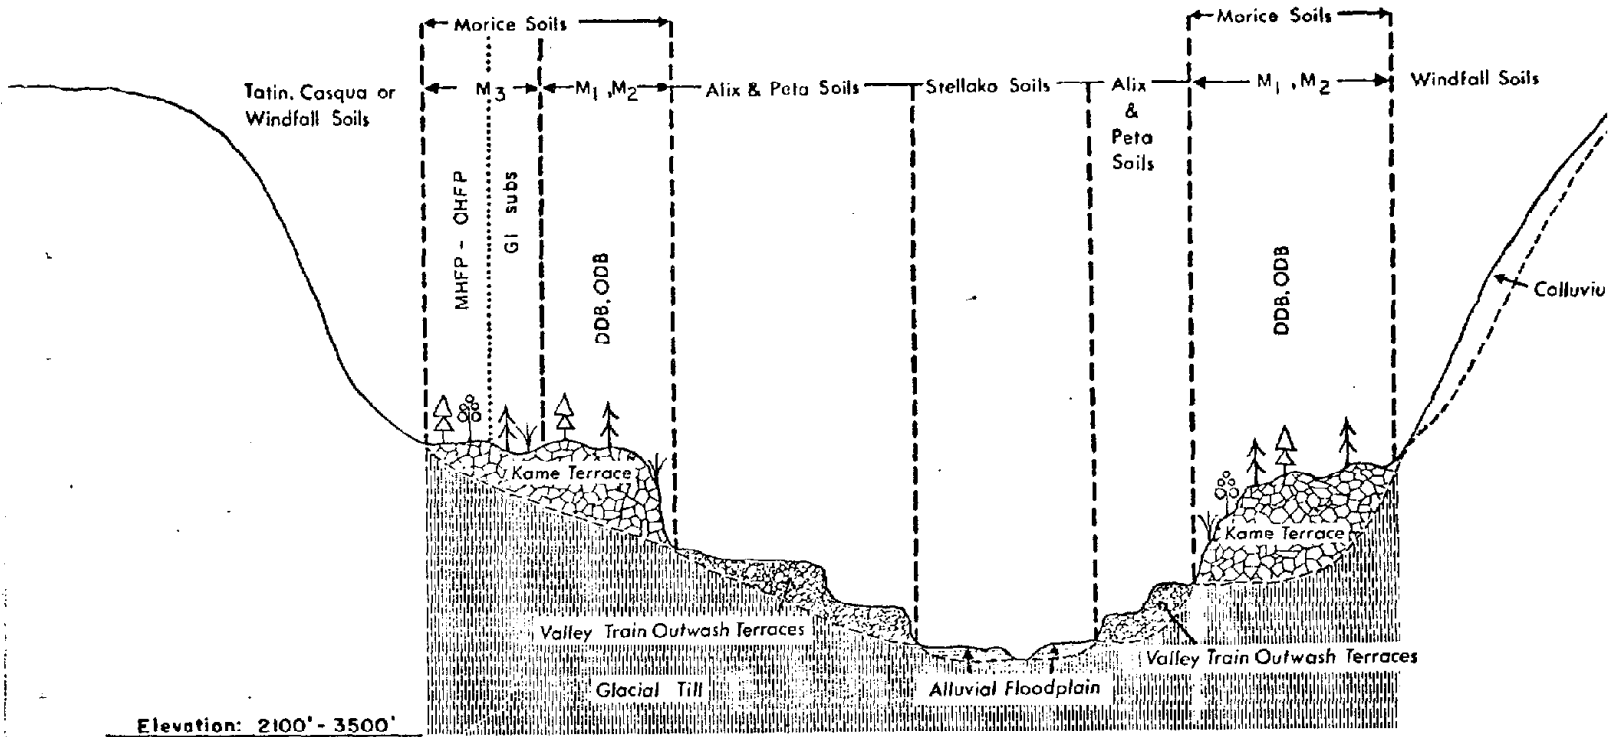 Morice Soils
Morice Soils
Tatin, Casqua or
Windfall Soils
M3
M1 , M2
Alix & Peta Soils
Stellako Soils
Alix
&
Peta
Soils
M1 , M2
Windfall Soils
MHFP - OHFP
Gl subs
DDB, ODB
DDB, ODB
Colluviu
Kame Terrace
Kame Terrace
Valley Train Outwash Terraces
Valley Train Outwash Terraces
Glacial Till
Alluvial Floodplain
Elevation: 2100' - 3500'